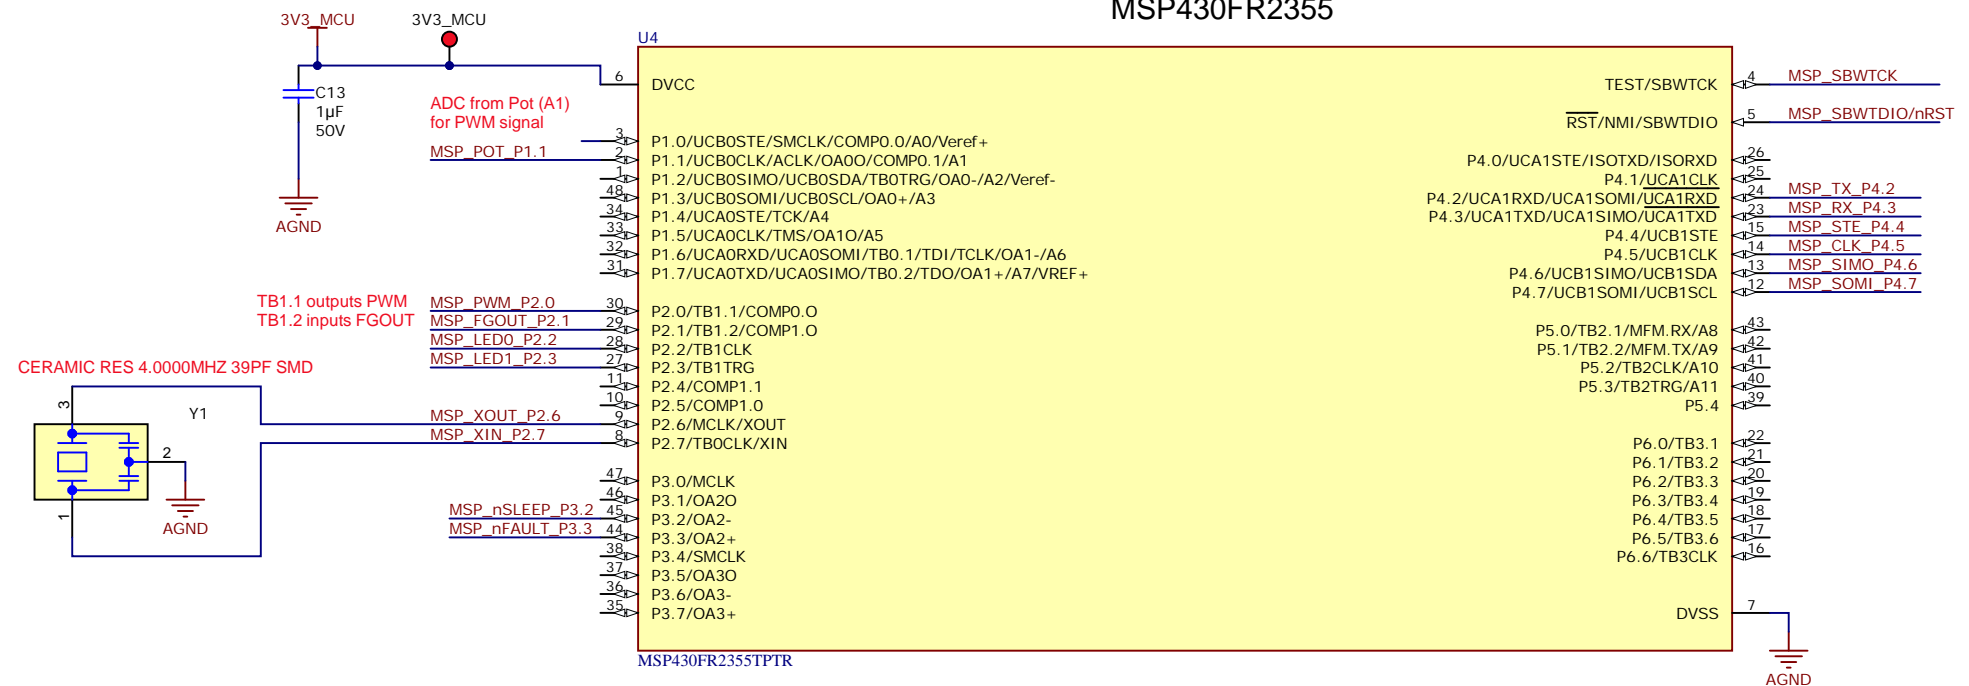 MSP430FR2355
3V3_MCU
3V3_MCU
C13
1µF
50V
AGND
ADC from Pot (A1)
for PWM signal
MSP_POT_P1.1
TB1.1 outputs PWM
TB1.2 inputs FGOUT
MSP_PWM_P2.0
MSP_FGOUT_P2.1
MSP_LED0_P2.2
MSP_LED1_P2.3
CERAMIC RES 4.0000MHZ 39PF SMD
Y1
3
2
1
AGND
MSP_XOUT_P2.6
MSP_XIN_P2.7
MSP_nSLEEP_P3.2
MSP_nFAULT_P3.3
U4
6 DVCC
3 P1.0/UCB0STE/SMCLK/COMP0.0/A0/Veref+
2 P1.1/UCB0CLK/ACLK/OA0O/COMP0.1/A1
1 P1.2/UCB0SIMO/UCB0SDA/TB0TRG/OA0-/A2/Veref-
48 P1.3/UCB0SOMI/UCB0SCL/OA0+/A3
34 P1.4/UCA0STE/TCK/A4
33 P1.5/UCA0CLK/TMS/OA1O/A5
32 P1.6/UCA0RXD/UCA0SOMI/TB0.1/TDI/TCLK/OA1-/A6
31 P1.7/UCA0TXD/UCA0SIMO/TB0.2/TDO/OA1+/A7/VREF+
30 P2.0/TB1.1/COMP0.O
29 P2.1/TB1.2/COMP1.O
28 P2.2/TB1CLK
27 P2.3/TB1TRG
11 P2.4/COMP1.1
10 P2.5/COMP1.0
9 P2.6/MCLK/XOUT
8 P2.7/TB0CLK/XIN
47 P3.0/MCLK
46 P3.1/OA2O
45 P3.2/OA2-
44 P3.3/OA2+
38 P3.4/SMCLK
37 P3.5/OA3O
36 P3.6/OA3-
35 P3.7/OA3+
TEST/SBWTCK 4 MSP_SBWTCK
RST/NMI/SBWTDIO 5 MSP_SBWTDIO/nRST
P4.0/UCA1STE/ISOTXD/ISORXD 26
P4.1/UCA1CLK 25
P4.2/UCA1RXD/UCA1SOMI/UCA1RXD 24 MSP_TX_P4.2
P4.3/UCA1TXD/UCA1SIMO/UCA1TXD 23 MSP_RX_P4.3
P4.4/UCB1STE 15 MSP_STE_P4.4
P4.5/UCB1CLK 14 MSP_CLK_P4.5
P4.6/UCB1SIMO/UCB1SDA 13 MSP_SIMO_P4.6
P4.7/UCB1SOMI/UCB1SCL 12 MSP_SOMI_P4.7
P5.0/TB2.1/MFM.RX/A8 43
P5.1/TB2.2/MFM.TX/A9 42
P5.2/TB2CLK/A10 41
P5.3/TB2TRG/A11 40
P5.4 39
P6.0/TB3.1 22
P6.1/TB3.2 21
P6.2/TB3.3 20
P6.3/TB3.4 19
P6.4/TB3.5 18
P6.5/TB3.6 17
P6.6/TB3CLK 16
DVSS 7
AGND
MSP430FR2355TPTR